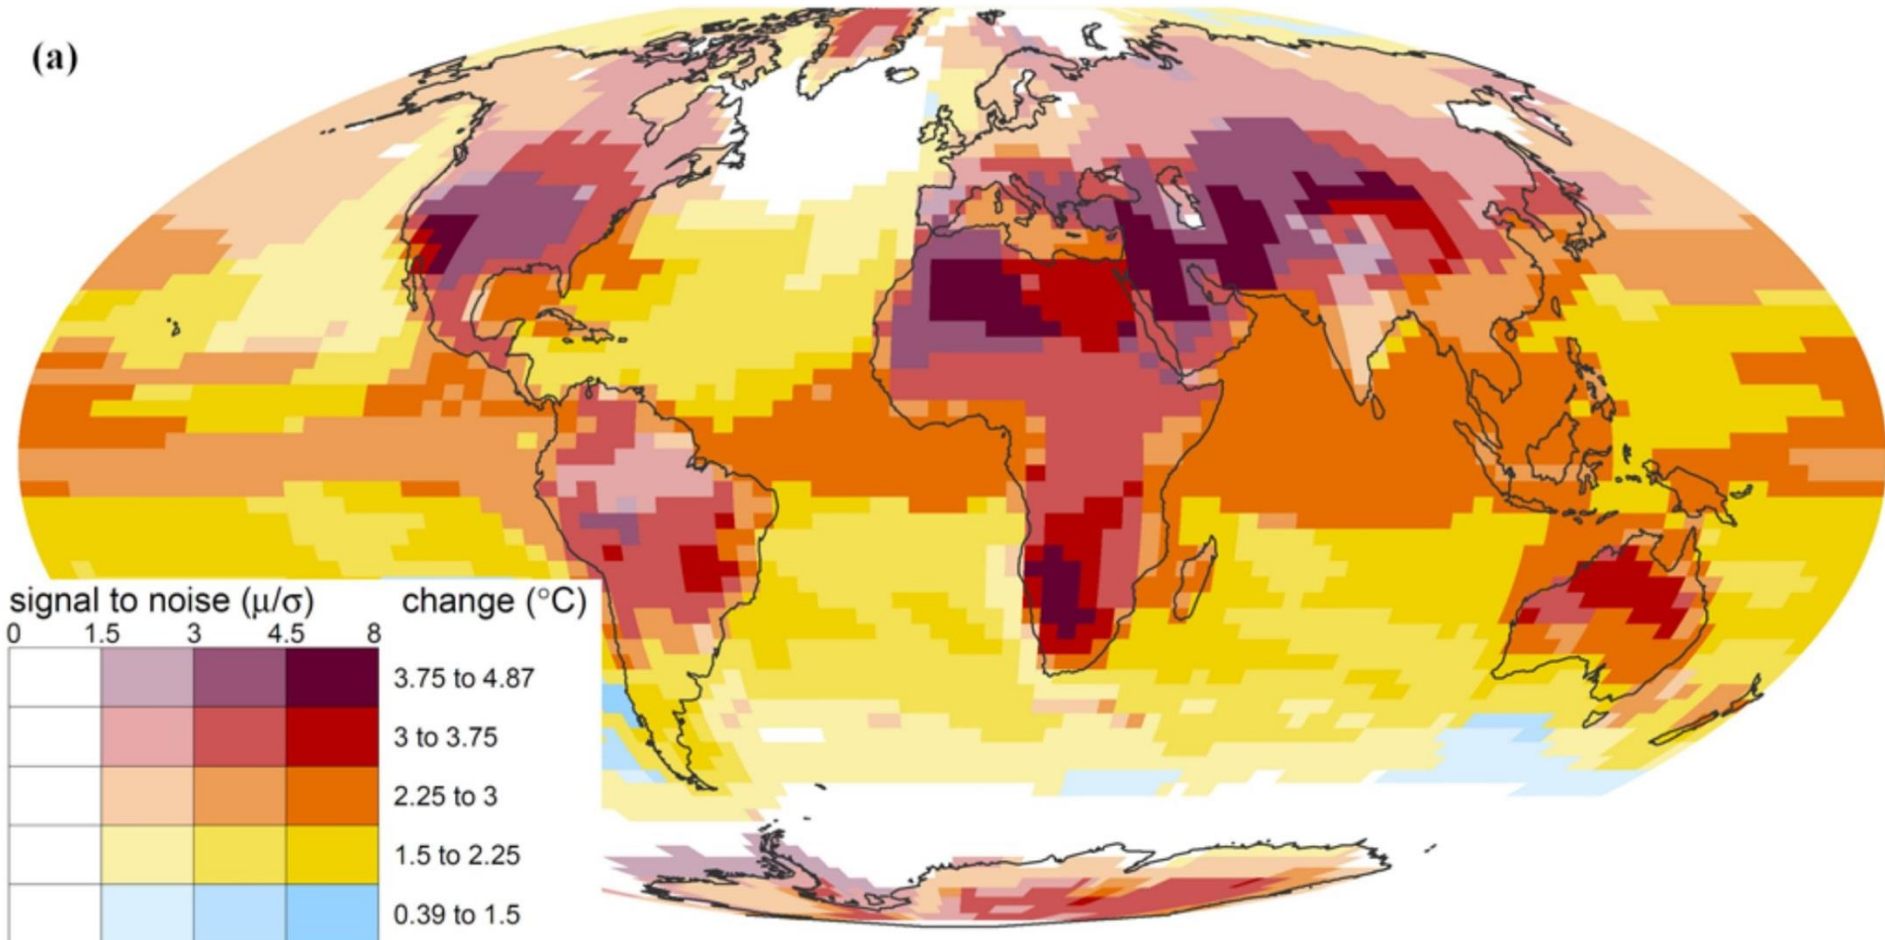 (a)
signal to noise (μ/σ) change (°C)
0 1.5 3 4.5 8
3.75 to 4.87
3 to 3.75
2.25 to 3
1.5 to 2.25
0.39 to 1.5